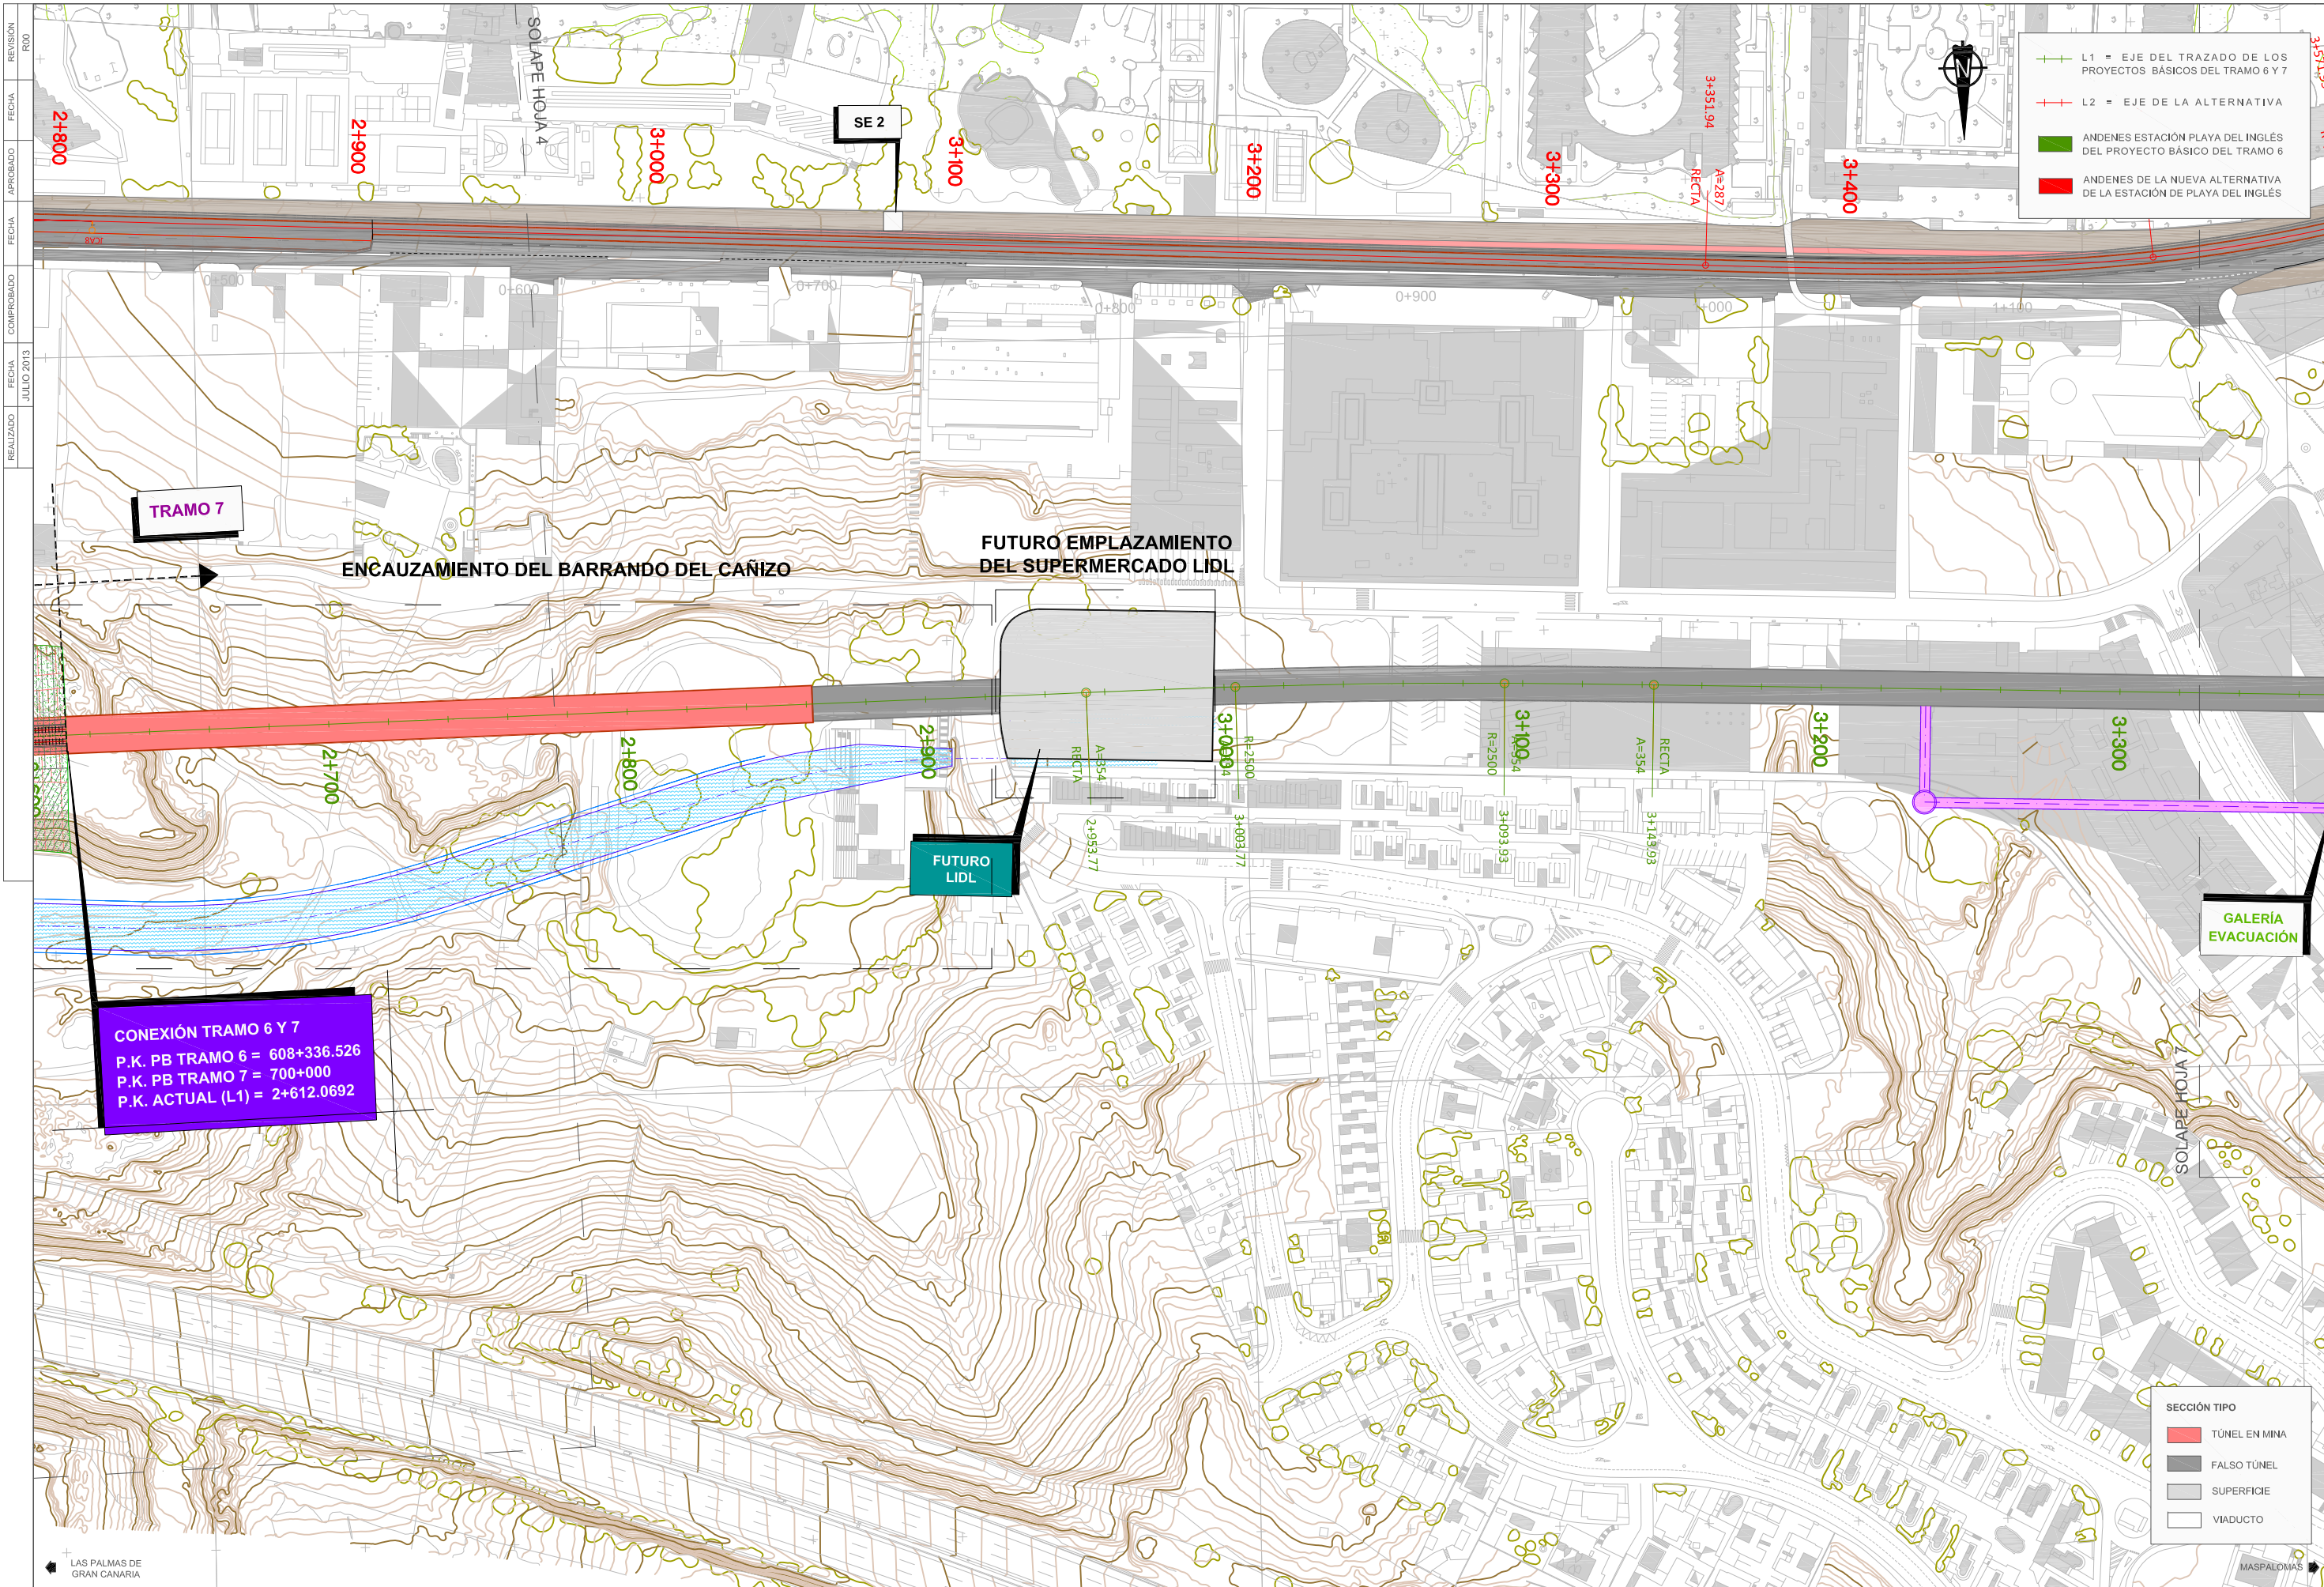 REVISIÓN
R00
FECHA
APROBADO
FECHA
COMPROBADO
FECHA
JULIO 2013
REALIZADO
SOLAPE HOJA 4
2+800
2+900
3+000
3+100
3+200
3+300
3+400
SE 2
3+351.94
A=287
RECTA
L1 = EJE DEL TRAZADO DE LOS
PROYECTOS BÁSICOS DEL TRAMO 6 Y 7
L2 = EJE DE LA ALTERNATIVA
ANDENES ESTACIÓN PLAYA DEL INGLÉS
DEL PROYECTO BÁSICO DEL TRAMO 6
ANDENES DE LA NUEVA ALTERNATIVA
DE LA ESTACIÓN DE PLAYA DEL INGLÉS
N
JCA8
0+500
0+600
0+700
0+800
0+900
1+100
TRAMO 7
ENCAUZAMIENTO DEL BARRANDO DEL CAÑIZO
FUTURO EMPLAZAMIENTO
DEL SUPERMERCADO LIDL
2+700
2+800
2+900
3+000
3+100
3+200
3+300
RECTA
A=354
2+953.77
R=2500
3+003.77
R=2500
3+093.93
A=354
RECTA
3+143.93
FUTURO
LIDL
GALERÍA
EVACUACIÓN
CONEXIÓN TRAMO 6 Y 7
P.K. PB TRAMO 6 = 608+336.526
P.K. PB TRAMO 7 = 700+000
P.K. ACTUAL (L1) = 2+612.0692
SOLAPE HOJA 7
SECCIÓN TIPO
TÚNEL EN MINA
FALSO TÚNEL
SUPERFICIE
VIADUCTO
LAS PALMAS DE
GRAN CANARIA
MASPALOMAS